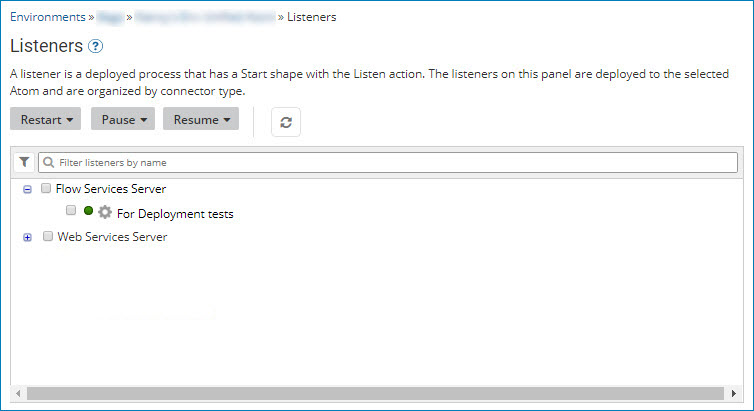 Environments » » » Listeners
Listeners ?
A listener is a deployed process that has a Start shape with the Listen action. The listeners on this panel are deployed to the selected
Atom and are organized by connector type.
Restart Pause Resume
Filter listeners by name
Flow Services Server
For Deployment tests
Web Services Server